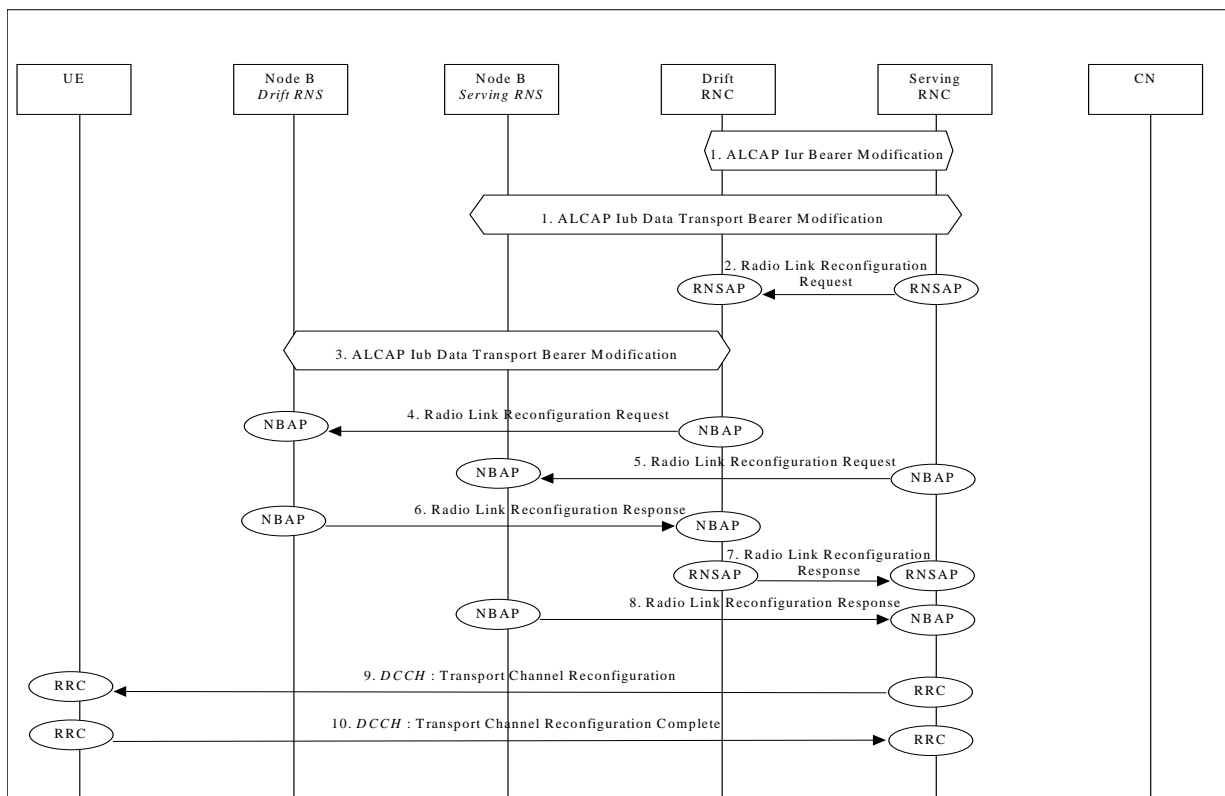 UE
Node B
Drift RNS
Node B
Serving RNS
Drift
RNC
Serving
RNC
CN
1. ALCAP Iur Bearer Modification
1. ALCAP Iub Data Transport Bearer Modification
2. Radio Link Reconfiguration
Request
RNSAP
RNSAP
3. ALCAP Iub Data Transport Bearer Modification
4. Radio Link Reconfiguration Request
NBAP
NBAP
5. Radio Link Reconfiguration Request
NBAP
NBAP
6. Radio Link Reconfiguration Response
NBAP
NBAP
7. Radio Link Reconfiguration
Response
RNSAP
RNSAP
8. Radio Link Reconfiguration Response
NBAP
NBAP
9. DCCH : Transport Channel Reconfiguration
RRC
RRC
10. DCCH : Transport Channel Reconfiguration Complete
RRC
RRC